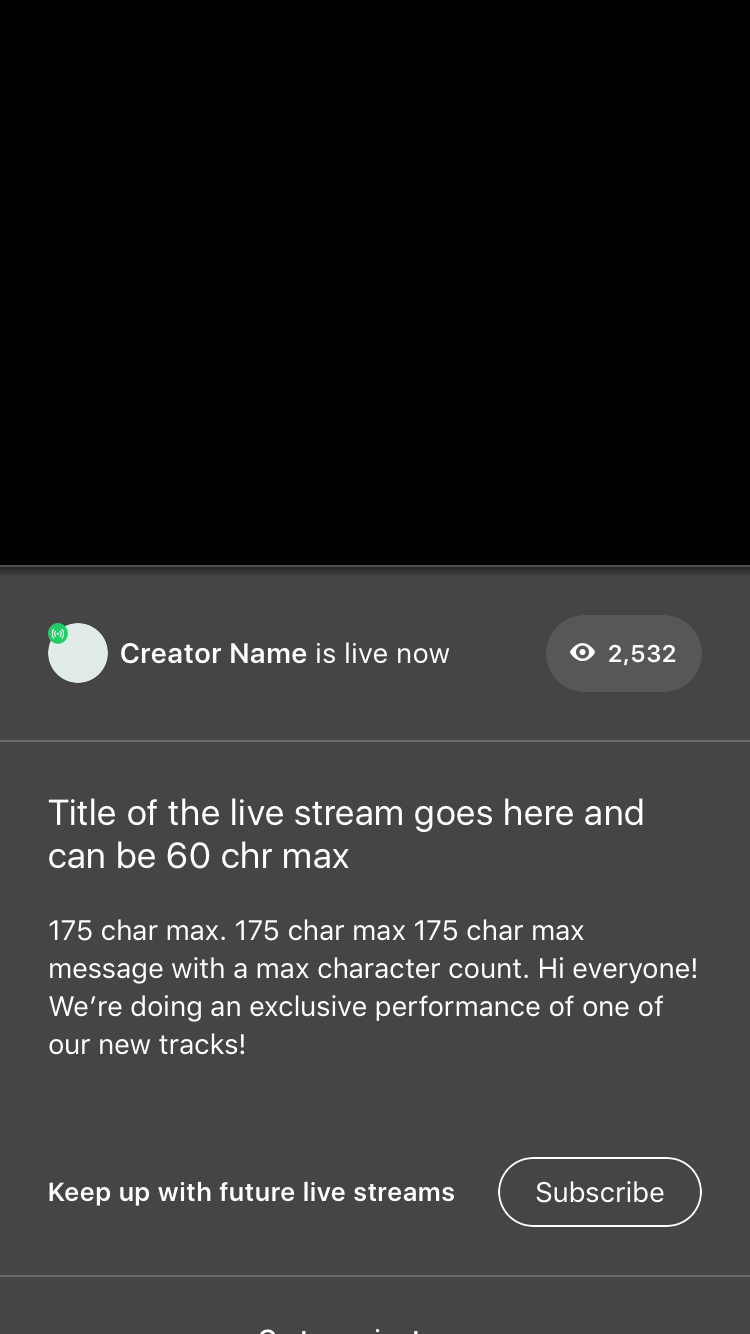 Creator Name is live now
2,532
Title of the live stream goes here and
can be 60 chr max
175 char max. 175 char max 175 char max
message with a max character count. Hi everyone!
We’re doing an exclusive performance of one of
our new tracks!
Keep up with future live streams
Subscribe